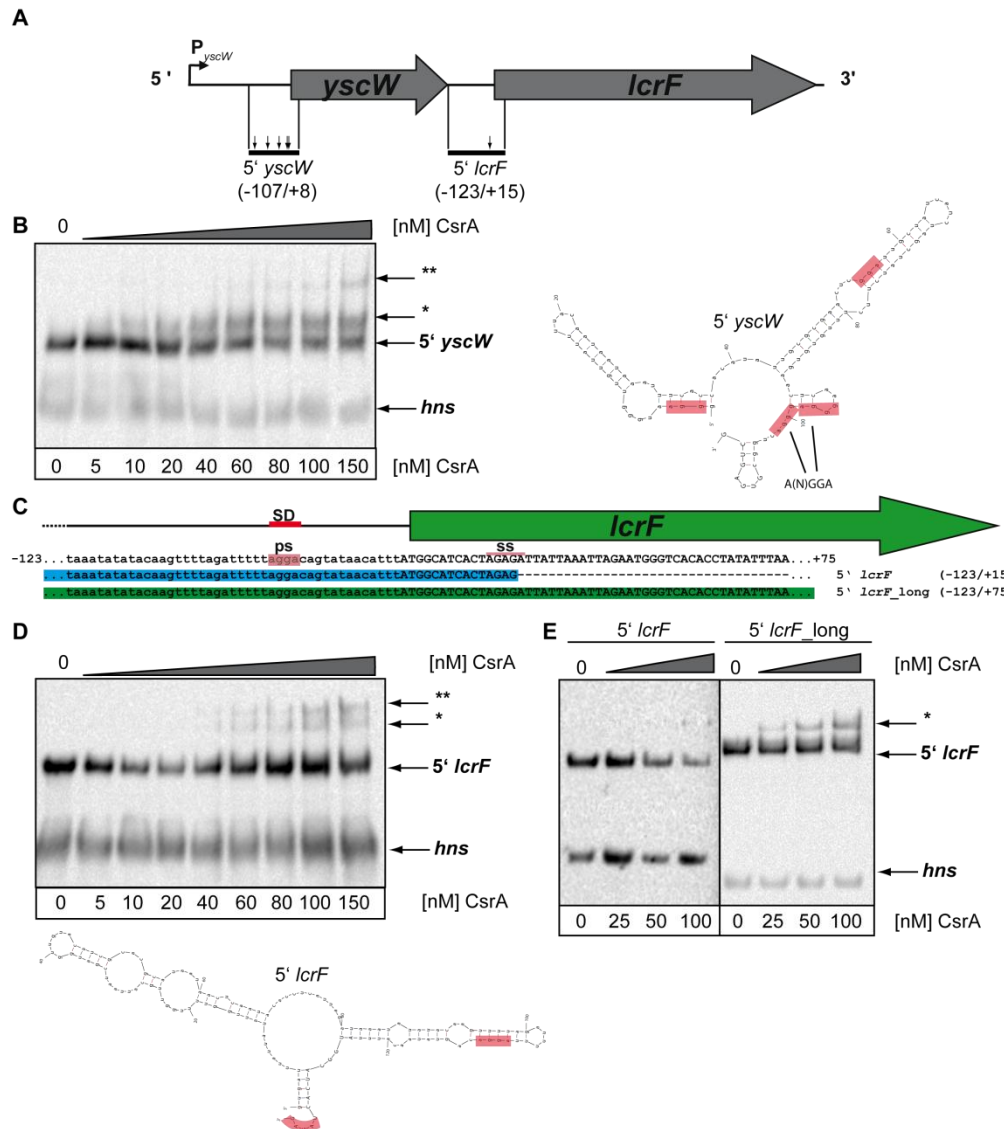 A
P yscW
5 '
yscW
lcrF
3'
5' yscW
(-107/+8)
5' lcrF
(-123/+15)
B
0
[nM] CsrA
**
*
5' yscW
hns
0 5 10 20 40 60 80 100 150
[nM] CsrA
5' yscW
A(N)GGA
C
SD
lcrF
ps
ss
-123 ...taaatatatacaagttttagatttttaggacagtataacatttATGGCATCACTAGAGATTATTAAATTAGAATGGGTCACACCTATATTTAA... +75
...taaatatatacaagttttagatttttaggacagtataacatttATGGCATCACTAGAG------------------------------------... 5' lcrF (-123/+15)
...taaatatatacaagttttagatttttaggacagtataacatttATGGCATCACTAGAGATTATTAAATTAGAATGGGTCACACCTATATTTAA... 5' lcrF_long (-123/+75)
D
0
[nM] CsrA
**
*
5' lcrF
hns
0 5 10 20 40 60 80 100 150
[nM] CsrA
5' lcrF
E
5' lcrF
5' lcrF_long
0
0
[nM] CsrA
*
5' lcrF
hns
0 25 50 100
0 25 50 100
[nM] CsrA